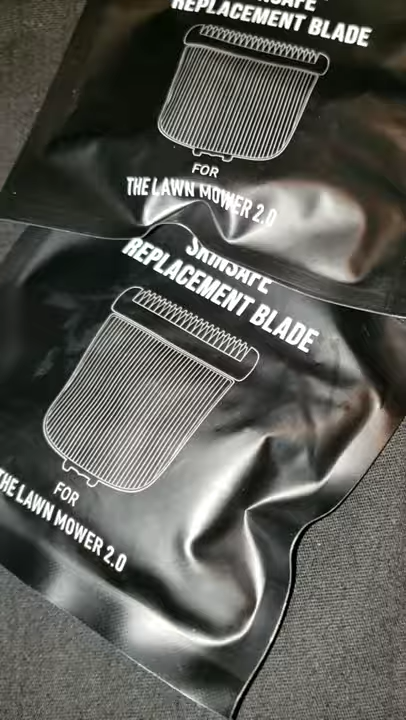 REPLACEMENT BLADE
FOR
THE LAWN MOWER 2.0
SKINSAFE
REPLACEMENT BLADE
FOR
THE LAWN MOWER 2.0